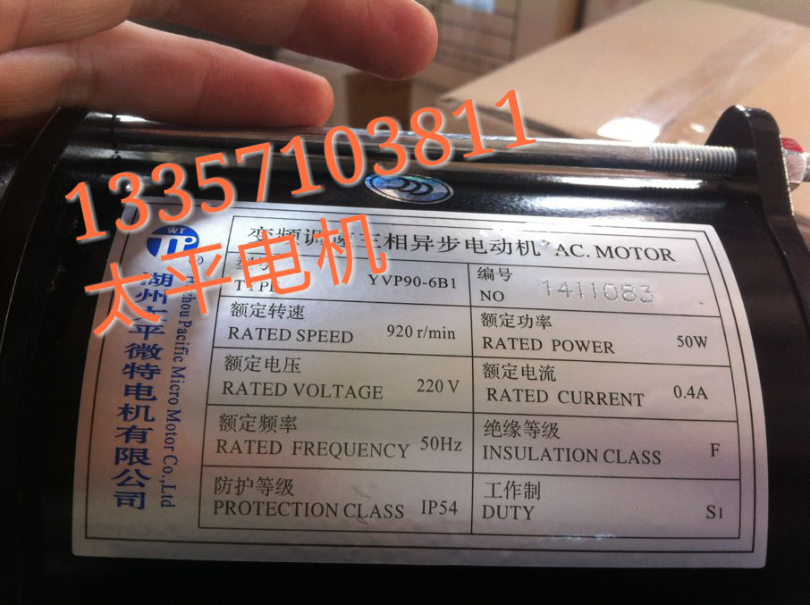 13357103811
太平电机
WT
TP
湖州太平微特电机有限公司
Huzhou Pacific Micro Motor Co.,Ltd
变频调速三相异步电动机 AC. MOTOR
TYPE YVP90-6B1
编号
NO 1411083
额定转速
RATED SPEED 920 r/min
额定功率
RATED POWER 50W
额定电压
RATED VOLTAGE 220 V
额定电流
RATED CURRENT 0.4A
额定频率
RATED FREQUENCY 50Hz
绝缘等级
INSULATION CLASS F
防护等级
PROTECTION CLASS IP54
工作制
DUTY S1